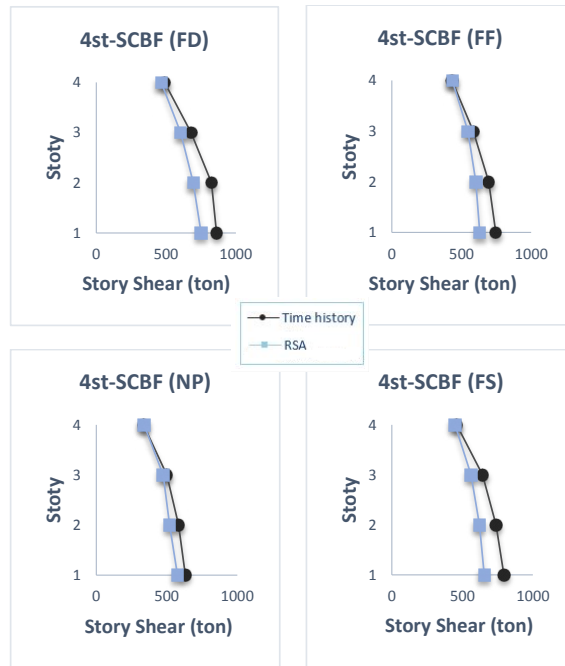 4st-SCBF (FD)
4
3
2
1
Stoty
0 500 1000
Story Shear (ton)
4st-SCBF (FF)
4
3
2
1
Stoty
0 500 1000
Story Shear (ton)
Time history
RSA
4st-SCBF (NP)
4
3
2
1
Stoty
0 500 1000
Story Shear (ton)
4st-SCBF (FS)
4
3
2
1
Stoty
0 500 1000
Story Shear (ton)